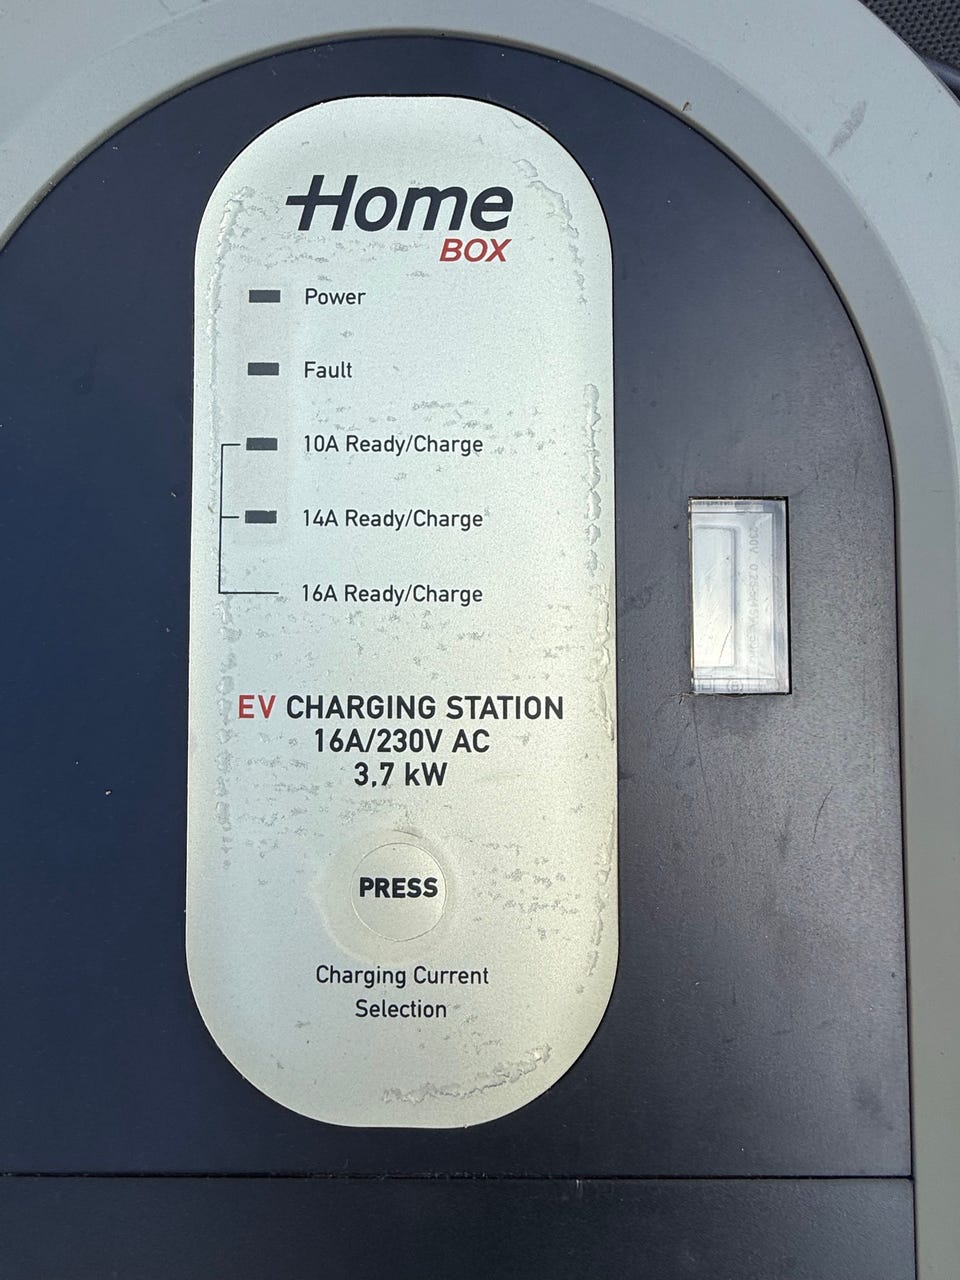 Home
BOX
Power
Fault
10A Ready/Charge
14A Ready/Charge
16A Ready/Charge
EV CHARGING STATION
16A/230V AC
3,7 kW
PRESS
Charging Current
Selection